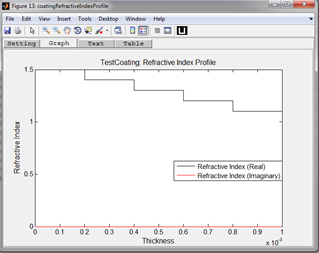 Figure 13: coatingRefractiveIndexProfile
File Edit View Insert Tools Desktop Window Help
Setting Graph Text Table
TestCoating: Refractive Index Profile
Refractive Index
1.5
1
0.5
0
Refractive Index (Real)
Refractive Index (Imaginary)
0 0.1 0.2 0.3 0.4 0.5 0.6 0.7 0.8 0.9 1
Thickness